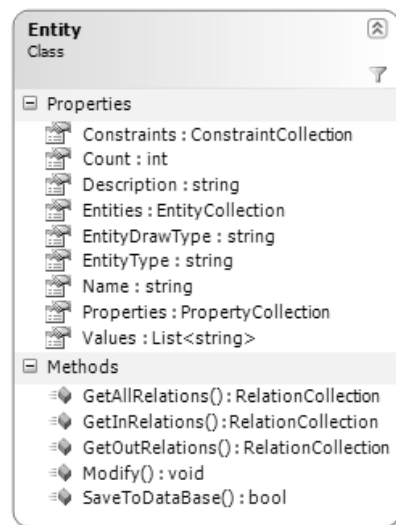 Entity
Class
Properties
Constraints : ConstraintCollection
Count : int
Description : string
Entities : EntityCollection
EntityDrawType : string
EntityType : string
Name : string
Properties : PropertyCollection
Values : List<string>
Methods
GetAllRelations() : RelationCollection
GetInRelations() : RelationCollection
GetOutRelations() : RelationCollection
Modify() : void
SaveToDataBase() : bool